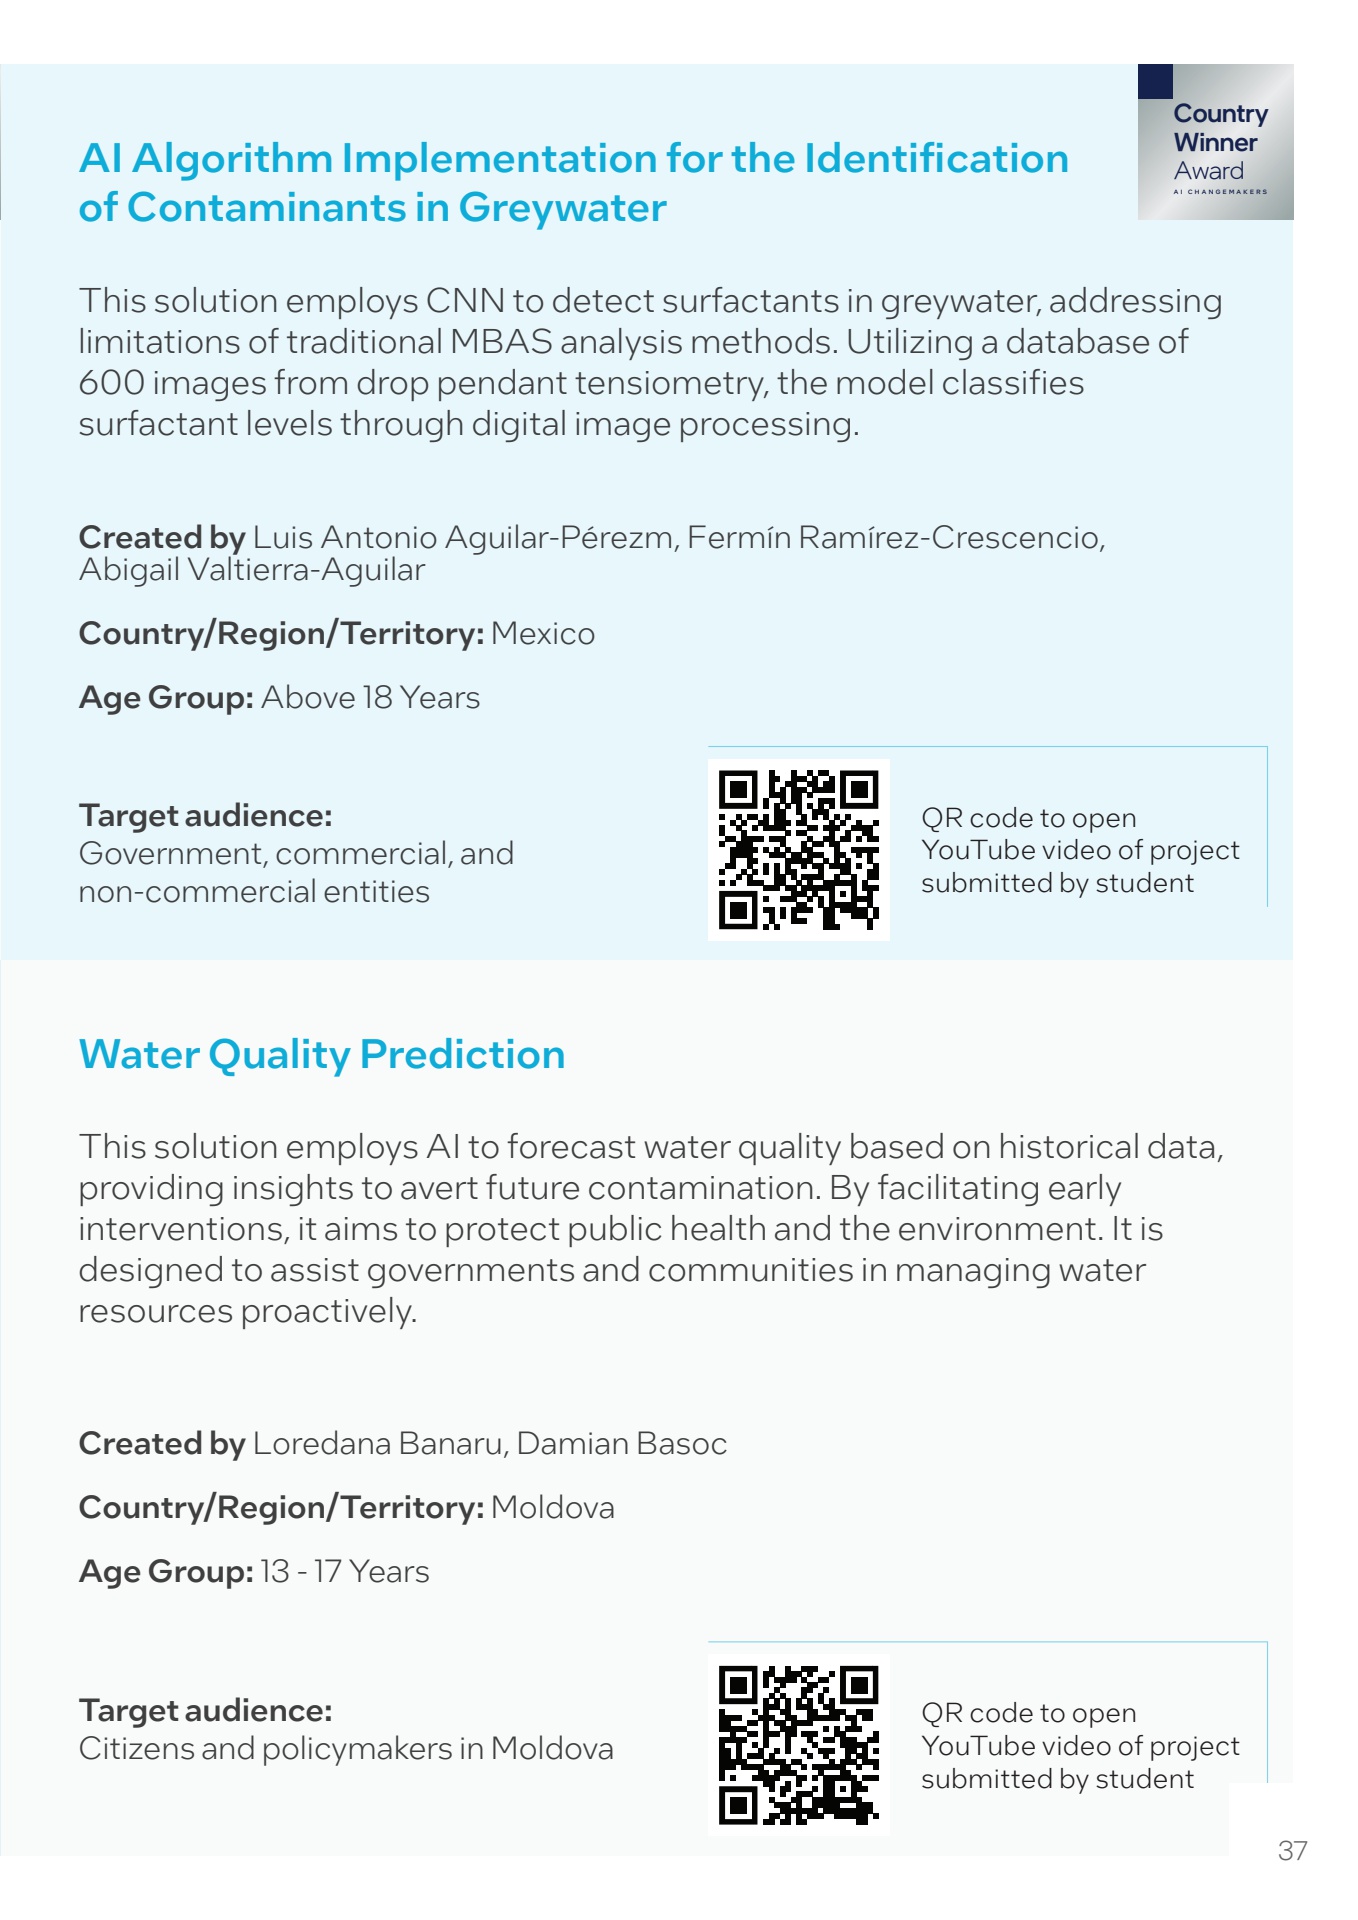 Country
Winner
Award
AI CHANGEMAKERS
AI Algorithm Implementation for the Identification
of Contaminants in Greywater
This solution employs CNN to detect surfactants in greywater, addressing
limitations of traditional MBAS analysis methods. Utilizing a database of
600 images from drop pendant tensiometry, the model classifies
surfactant levels through digital image processing.
Created by Luis Antonio Aguilar-Pérezm, Fermín Ramírez-Crescencio,
Abigail Valtierra-Aguilar
Country/Region/Territory: Mexico
Age Group: Above 18 Years
Target audience:
Government, commercial, and
non-commercial entities
QR code to open
YouTube video of project
submitted by student
Water Quality Prediction
This solution employs AI to forecast water quality based on historical data,
providing insights to avert future contamination. By facilitating early
interventions, it aims to protect public health and the environment. It is
designed to assist governments and communities in managing water
resources proactively.
Created by Loredana Banaru, Damian Basoc
Country/Region/Territory: Moldova
Age Group: 13 - 17 Years
Target audience:
Citizens and policymakers in Moldova
QR code to open
YouTube video of project
submitted by student
37